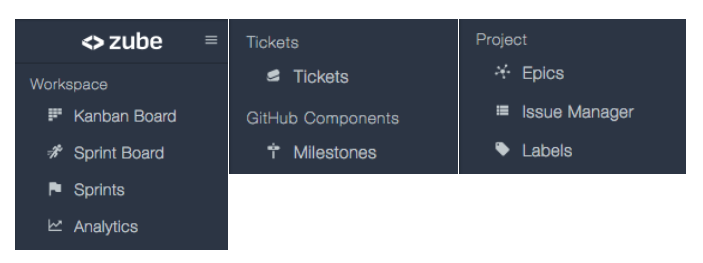 zube
Workspace
Kanban Board
Sprint Board
Sprints
Analytics
Tickets
Tickets
GitHub Components
Milestones
Project
Epics
Issue Manager
Labels